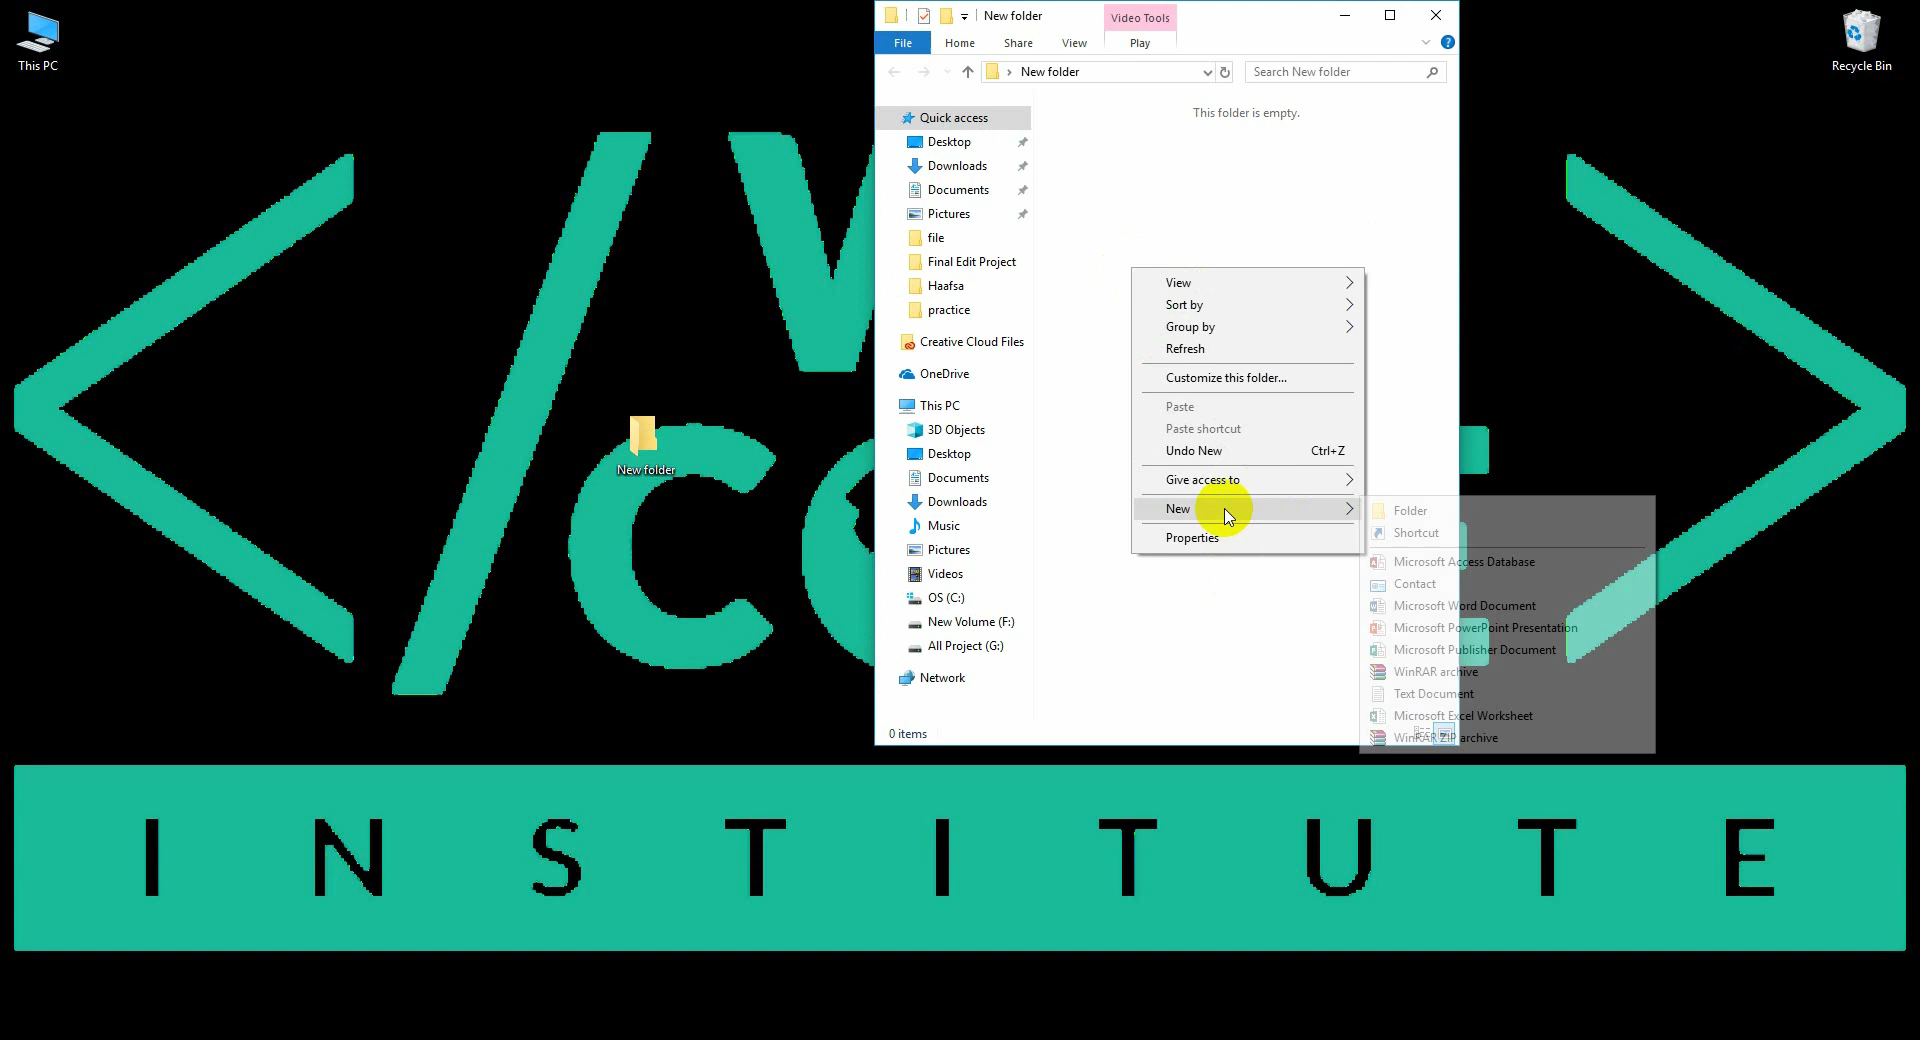 This PC
Recycle Bin
New folder
New folder
Video Tools
File
Home
Share
View
Play
New folder
Search New folder
This folder is empty.
Quick access
Desktop
Downloads
Documents
Pictures
file
Final Edit Project
Haafsa
practice
Creative Cloud Files
OneDrive
This PC
3D Objects
Desktop
Documents
Downloads
Music
Pictures
Videos
OS (C:)
New Volume (F:)
All Project (G:)
Network
0 items
View
Sort by
Group by
Refresh
Customize this folder...
Paste
Paste shortcut
Undo New Ctrl+Z
Give access to
New
Properties
Folder
Shortcut
Microsoft Access Database
Contact
Microsoft Word Document
Microsoft PowerPoint Presentation
Microsoft Publisher Document
WinRAR archive
Text Document
Microsoft Excel Worksheet
WinRAR ZIP archive
INSTITUTE